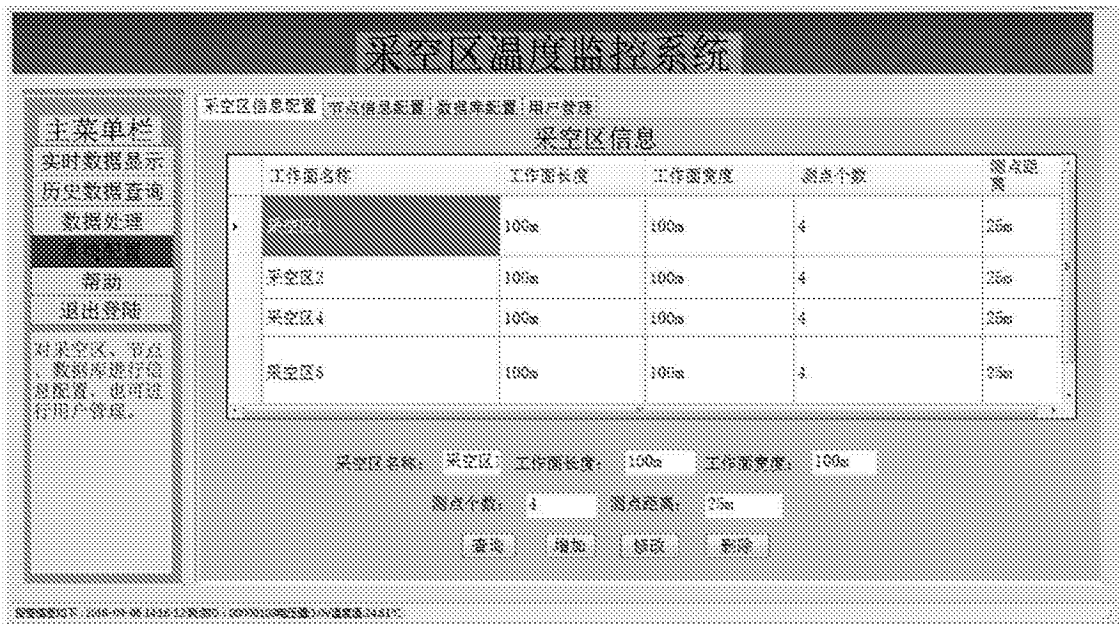 采空区温度监控系统
采空区信息配置 节点信息配置 数据库配置 用户管理
主菜单栏
实时数据显示
历史数据查询
数据处理
帮助
退出登陆
对采空区、节点
、数据库进行信
息配置，也可进
行用户管理。
采空区信息
工作面名称 工作面长度 工作面宽度 测点个数 测点距离
100m 100m 4 25m
采空区2 100m 100m 4 25m
采空区4 100m 100m 4 25m
采空区5 100m 100m 4 25m
采空区名称： 采空区 工作面长度： 100m 工作面宽度： 100m
测点个数： 4 测点距离： 25m
查询 增加 修改 删除